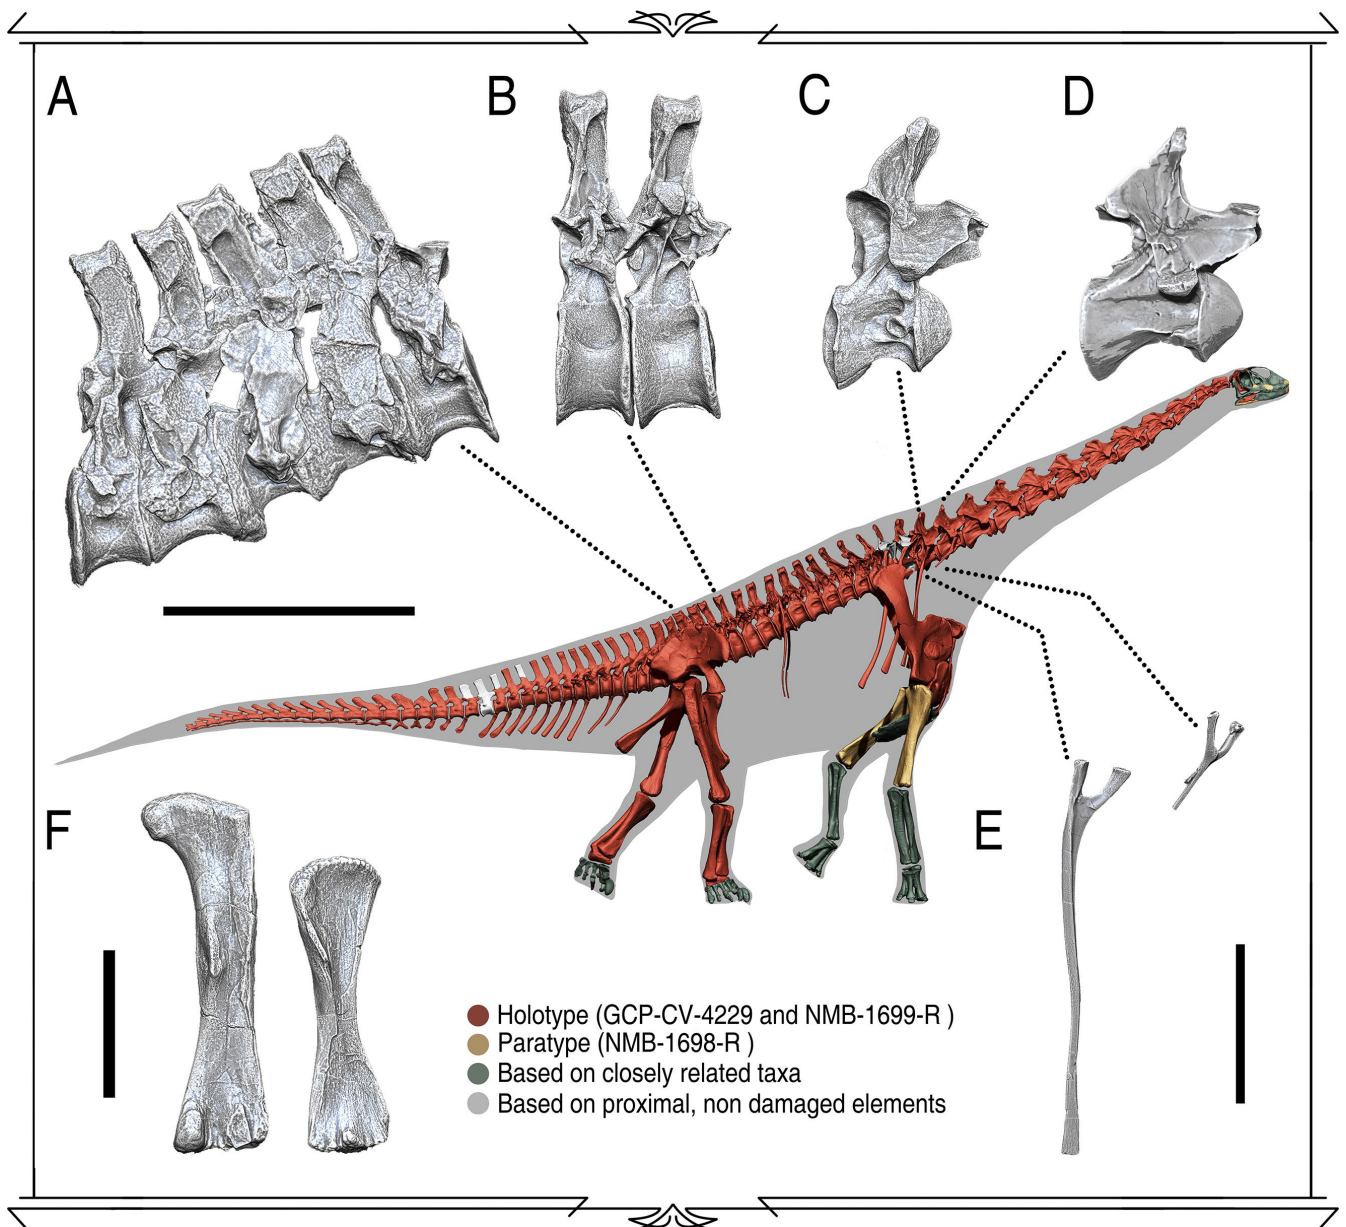 A
B
C
D
F
E
Holotype (GCP-CV-4229 and NMB-1699-R )
Paratype (NMB-1698-R )
Based on closely related taxa
Based on proximal, non damaged elements